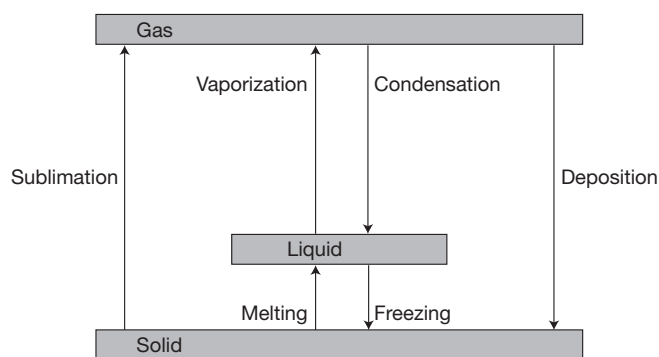 Gas
Vaporization
Condensation
Sublimation
Deposition
Liquid
Melting
Freezing
Solid